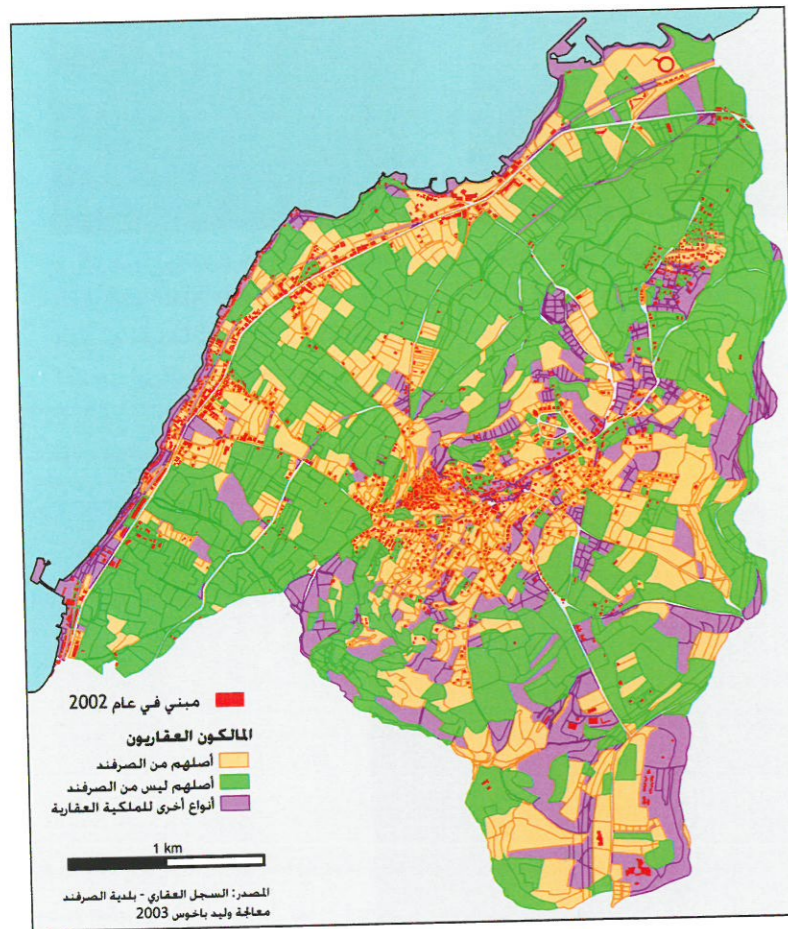 مبني في عام 2002
المالكون العقاريون
أصلهم من الصرفند
أصلهم ليس من الصرفند
أنواع أخرى للملكية العقارية
1 km
المصدر: السجل العقاري - بلدية الصرفند
معالجة وليد باخوس 2003